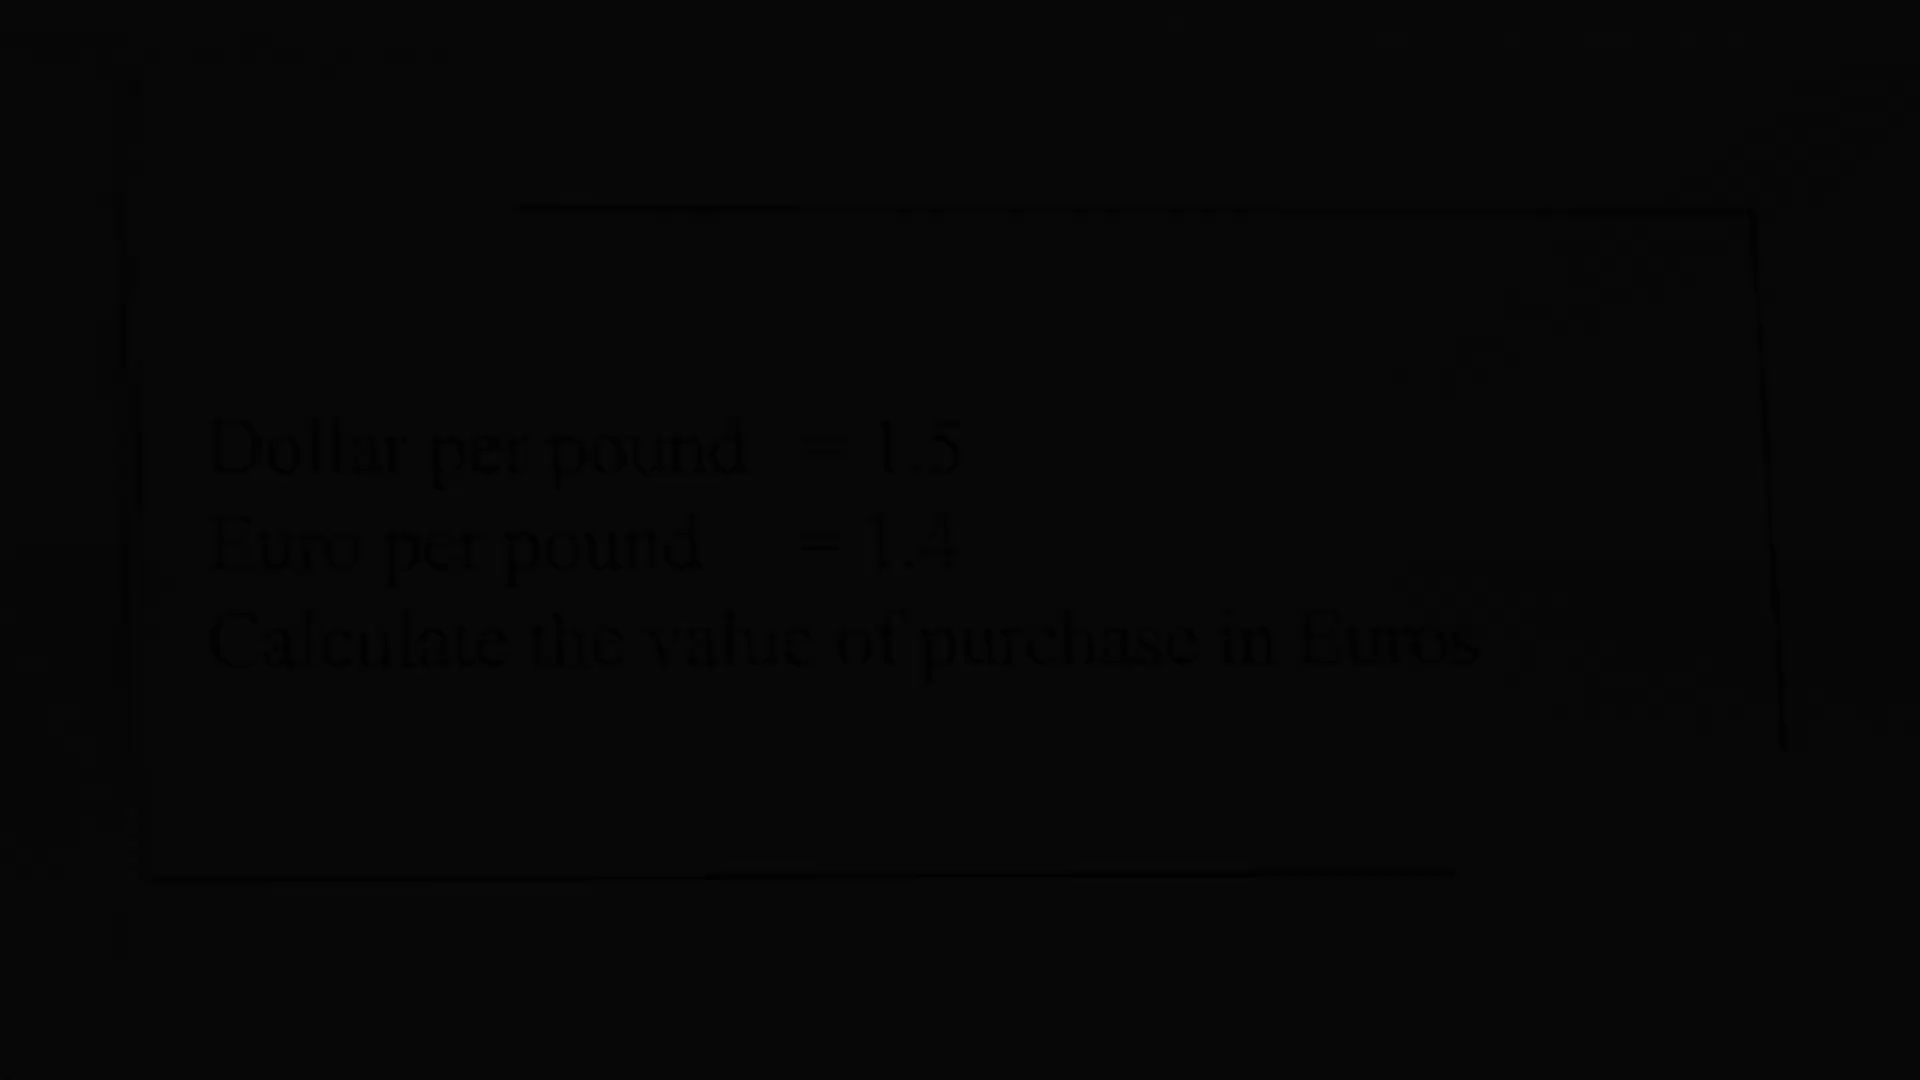 Dollar per pound = 1.5
Euro per pound = 1.4
Calculate the value of purchase in Euros